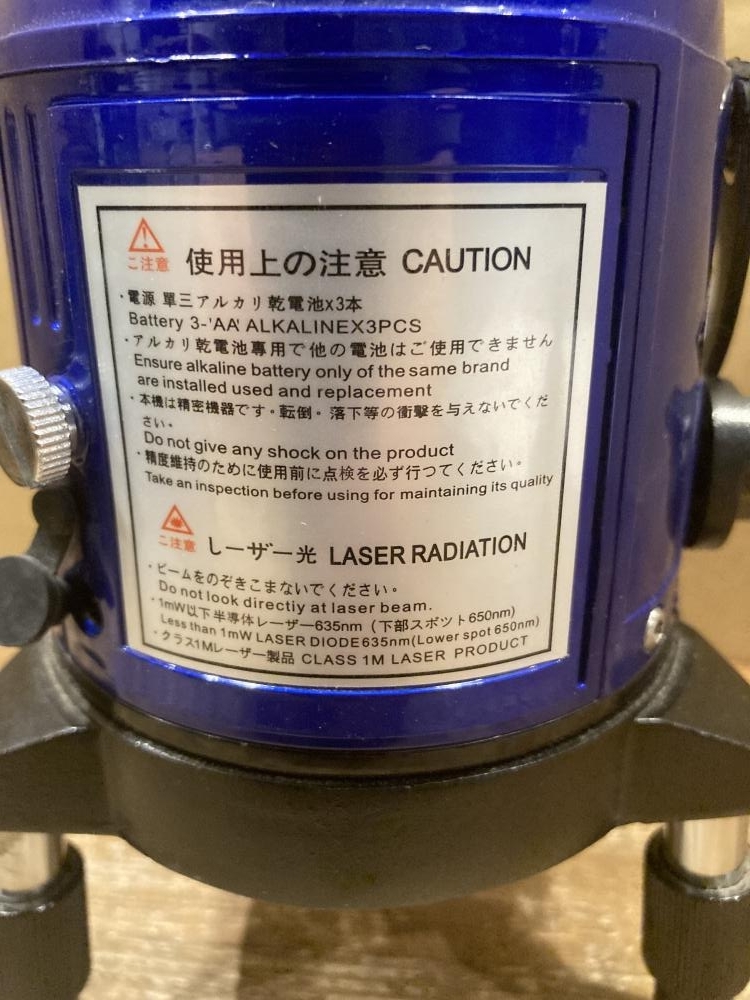 ご注意 使用上の注意 CAUTION
・電源 單三アルカリ乾電池x3本
Battery 3-'AA' ALKALINEX3PCS
・アルカリ乾電池専用で他の電池はご使用できません
Ensure alkaline battery only of the same brand
are installed used and replacement
・本機は精密機器です。転倒。落下等の衝撃を与えないでくだ
さい。
Do not give any shock on the product
・精度維持のために使用前に点検を必ず行つてください。
Take an inspection before using for maintaining its quality
ご注意 しーザー光 LASER RADIATION
・ビームをのぞきこまないでください。
Do not look directiy at laser beam.
・1mW以下半導体レーザー635nm（下部スポツト650nm)
Less than 1mW LASER DIODE635nm(Lower spot 650nm)
・クラス1Mレーザー製品 CLASS 1M LASER PRODUCT